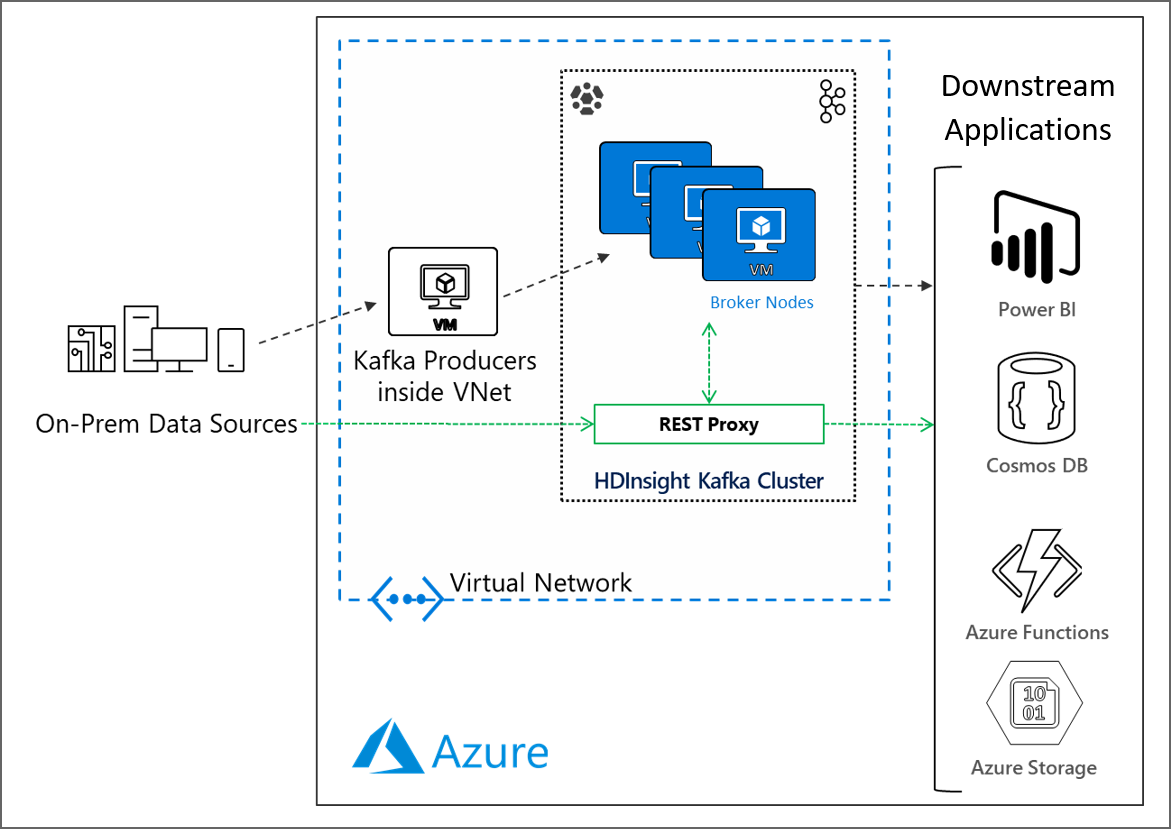 Downstream
Applications
VM
Broker Nodes
Power BI
VM
Kafka Producers
inside VNet
On-Prem Data Sources
REST Proxy
HDInsight Kafka Cluster
Cosmos DB
Virtual Network
Azure Functions
10
01
Azure Storage
Azure